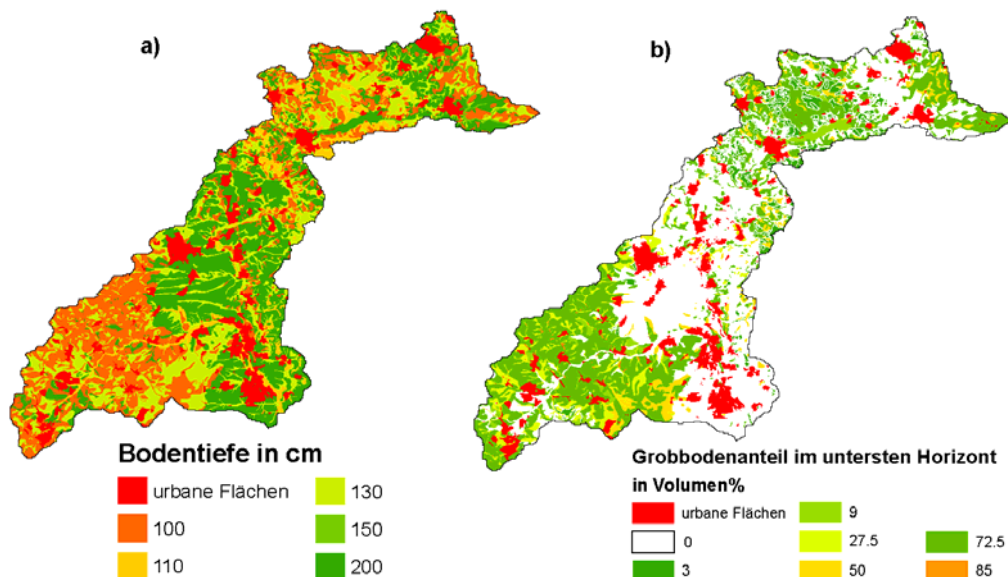 a)
b)
Bodentiefe in cm
urbane Flächen
100
110
130
150
200
Grobbodenanteil im untersten Horizont
in Volumen%
urbane Flächen
0
3
9
27.5
50
72.5
85